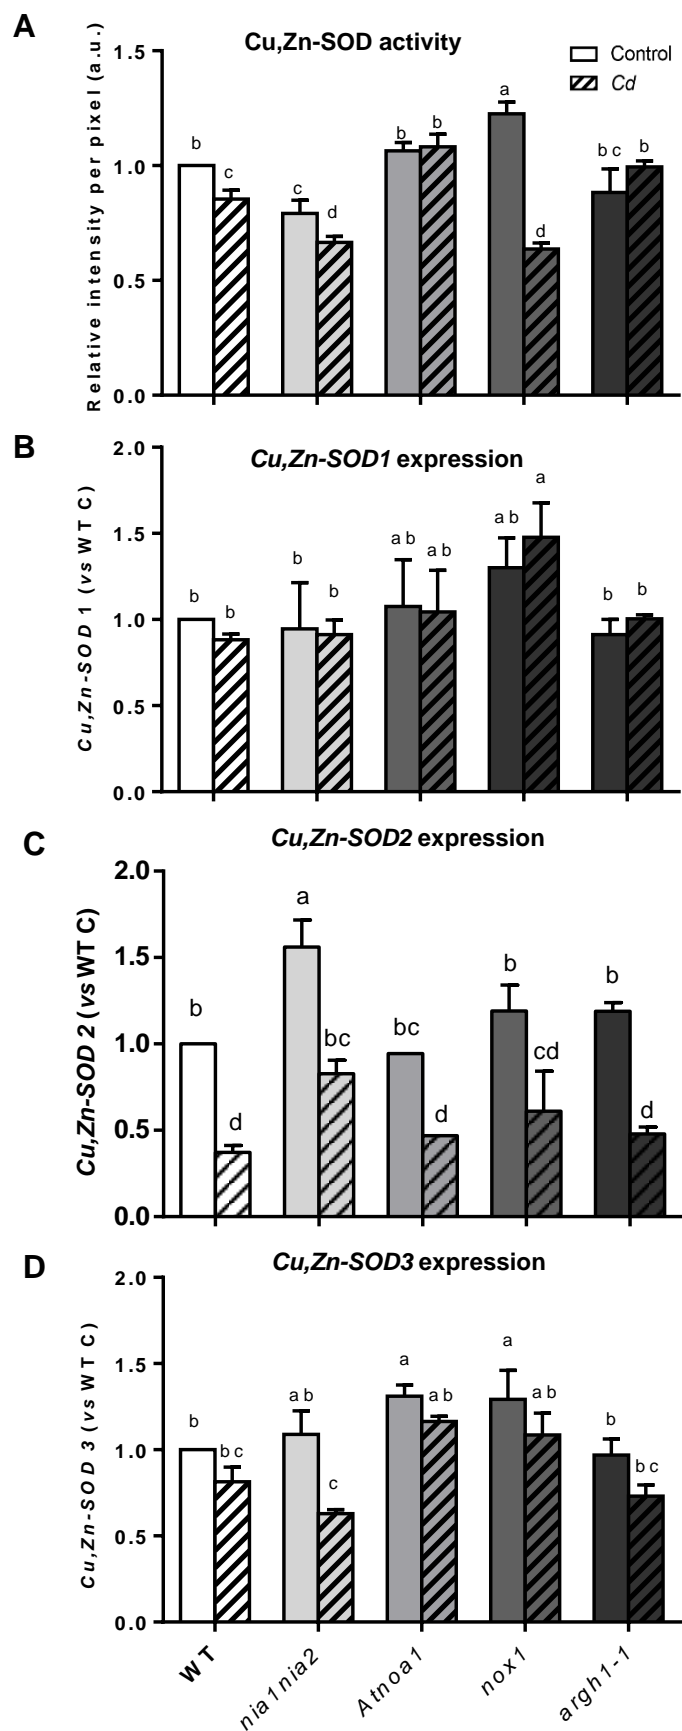 A
Cu,Zn-SOD activity
Relative intensity per pixel (a.u.)
Control
Cd
1.5
1.0
0.5
0.0
b c c d b b a d b c b
B
Cu,Zn-SOD1 expression
Cu,Zn-SOD 1 (vs WT C)
2.0
1.5
1.0
0.5
0.0
b b b b a b a b a b a b b
C
Cu,Zn-SOD2 expression
Cu,Zn-SOD 2 (vs WT C)
2.0
1.5
1.0
0.5
0.0
b d a bc bc d b cd b d
D
Cu,Zn-SOD3 expression
Cu,Zn-SOD 3 (vs WT C)
2.0
1.5
1.0
0.5
0.0
b b c a b c a a b a a b b b c
WT
nia1nia2
Atnoa1
nox1
argh1-1